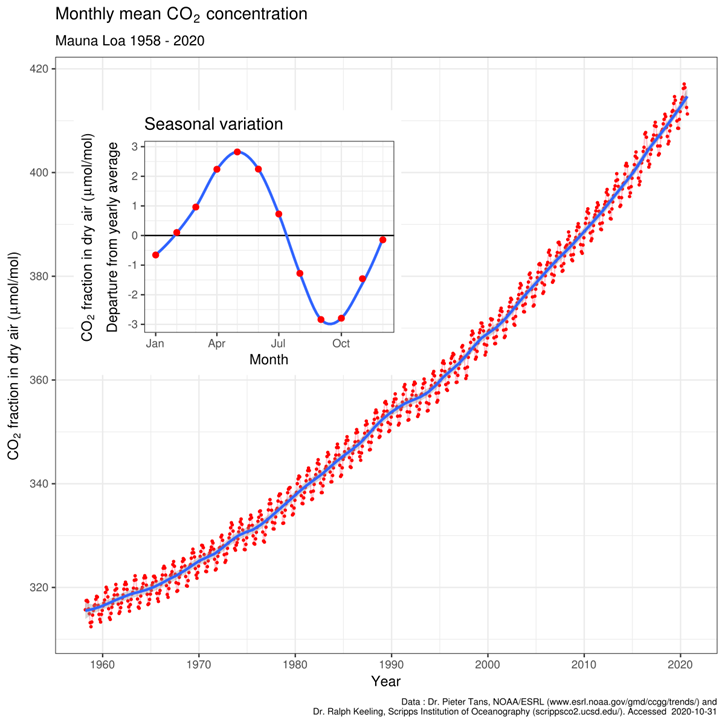 Monthly mean CO₂ concentration
Mauna Loa 1958 - 2020
CO₂ fraction in dry air (μmol/mol)
420
400
380
360
340
320
Seasonal variation
CO₂ fraction in dry air (μmol/mol)
Departure from yearly average
3
2
1
0
-1
-2
-3
Jan Apr Jul Oct
Month
1960 1970 1980 1990 2000 2010 2020
Year
Data : Dr. Pieter Tans, NOAA/ESRL (www.esrl.noaa.gov/gmd/ccgg/trends/) and
Dr. Ralph Keeling, Scripps Institution of Oceanography (scrippsco2.ucsd.edu/). Accessed 2020-10-31